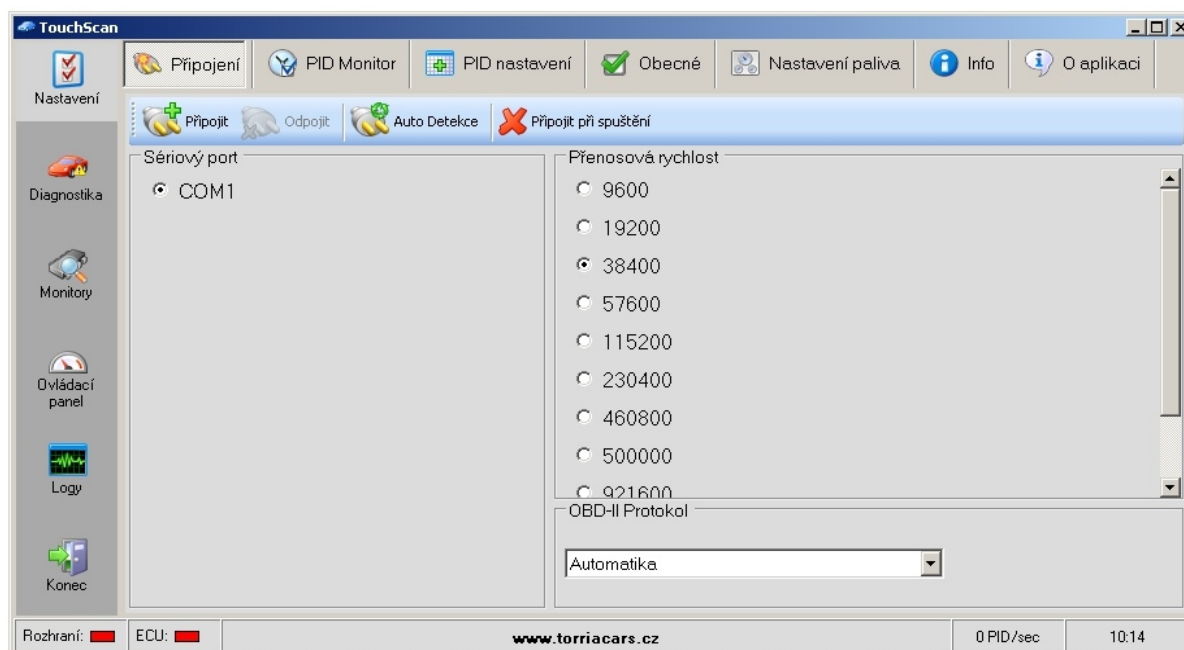 TouchScan
Nastavení
Připojení
PID Monitor
PID nastavení
Obecné
Nastavení paliva
Info
O aplikaci
Připojit
Odpojit
Auto Detekce
Připojit při spuštění
Diagnostika
Monitory
Ovládací
panel
Logy
Konec
Sériový port
COM1
Přenosová rychlost
9600
19200
38400
57600
115200
230400
460800
500000
921600
OBD-II Protokol
Automatika
Rozhraní:
ECU:
www.torriacars.cz
0 PID/sec
10:14